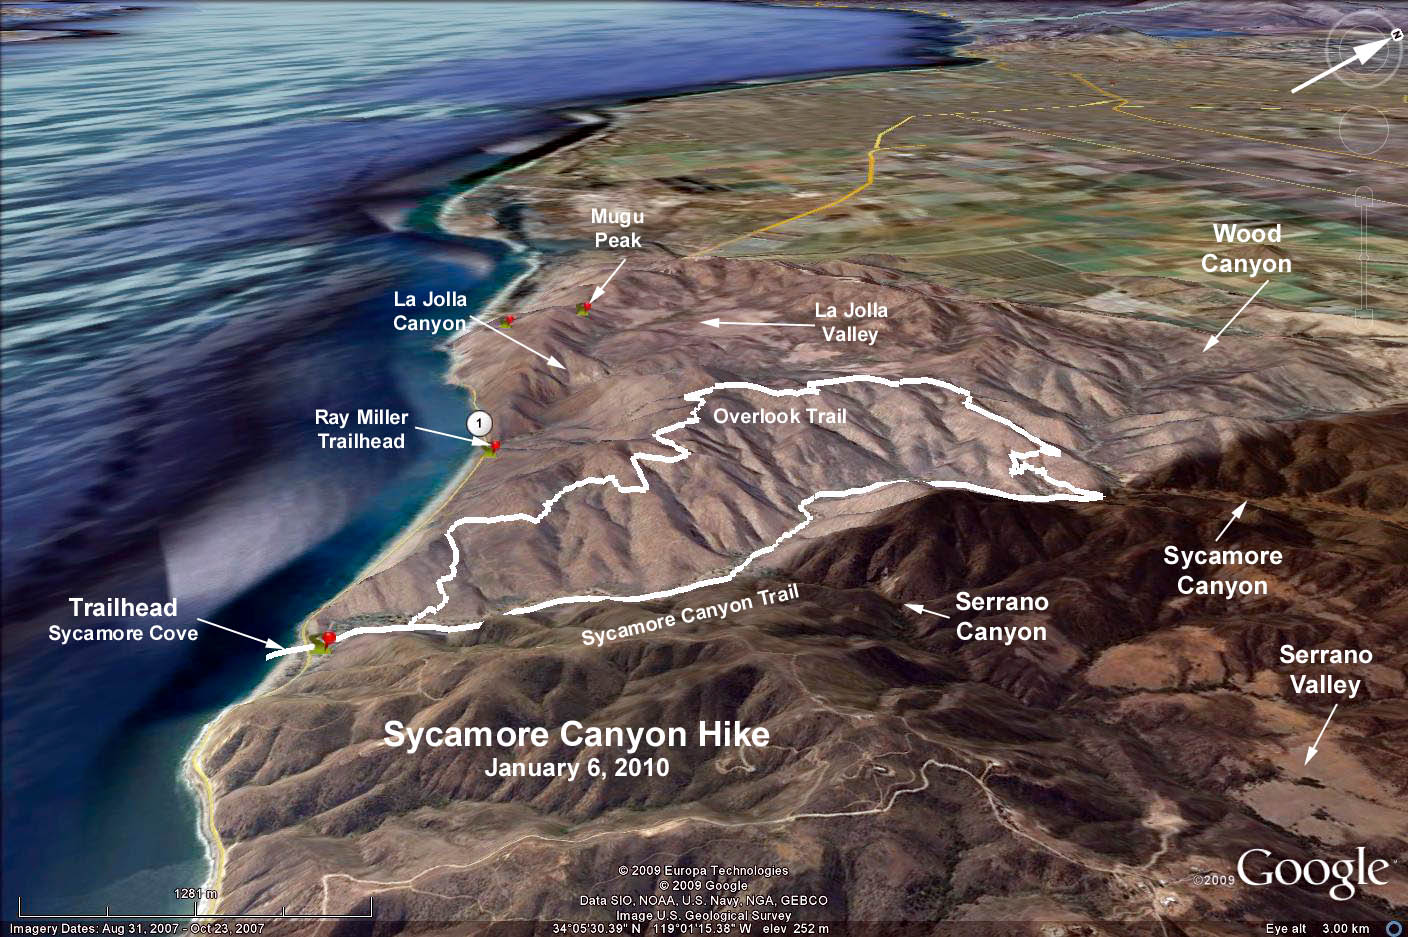 N
Mugu
Peak
Wood
Canyon
La Jolla
Canyon
La Jolla
Valley
Ray Miller
Trailhead
1
Overlook Trail
Sycamore
Canyon
Trailhead
Sycamore Cove
Sycamore Canyon Trail
Serrano
Canyon
Serrano
Valley
Sycamore Canyon Hike
January 6, 2010
1281 m
© 2009 Europa Technologies
© 2009 Google
Data SIO, NOAA, U.S. Navy, NGA, GEBCO
Image U.S. Geological Survey
©2009 Google
Imagery Dates: Aug 31, 2007 - Oct 23, 2007
34°05'30.39" N 119°01'15.38" W elev 252 m
Eye alt 3.00 km